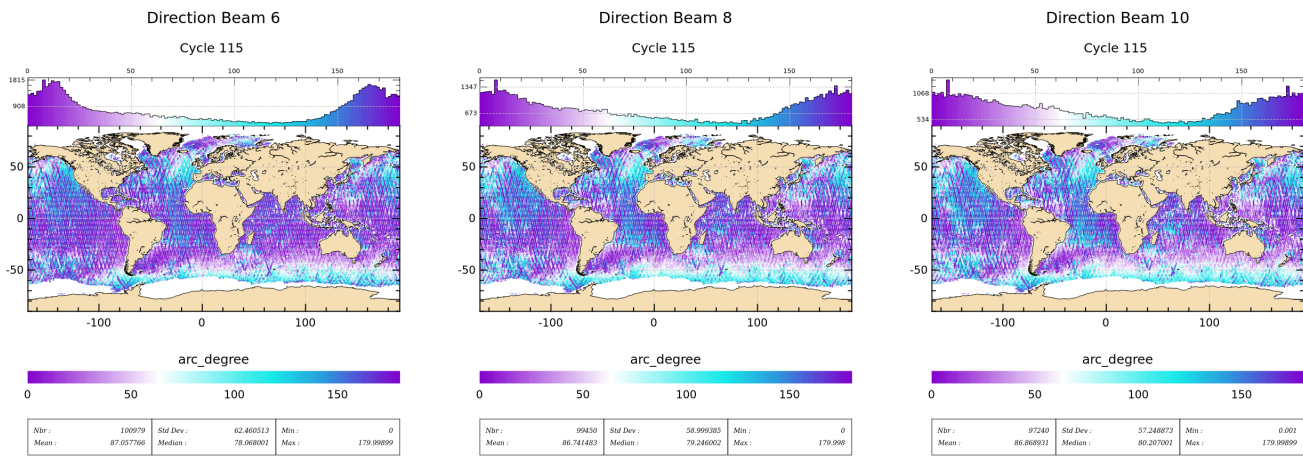 Direction Beam 6
Cycle 115
0 50 100 150
1815
908
50
0
-50
-100 0 100
arc_degree
0 50 100 150
Nbr : 100979 Std Dev : 62.460513 Min : 0
Mean : 87.057766 Median : 78.068001 Max : 179.99899
Direction Beam 8
Cycle 115
0 50 100 150
1347
673
50
0
-50
-100 0 100
arc_degree
0 50 100 150
Nbr : 99450 Std Dev : 58.999385 Min : 0
Mean : 86.741483 Median : 79.246002 Max : 179.998
Direction Beam 10
Cycle 115
0 50 100 150
1068
534
50
0
-50
-100 0 100
arc_degree
0 50 100 150
Nbr : 97240 Std Dev : 57.248873 Min : 0.001
Mean : 86.868931 Median : 80.207001 Max : 179.99899